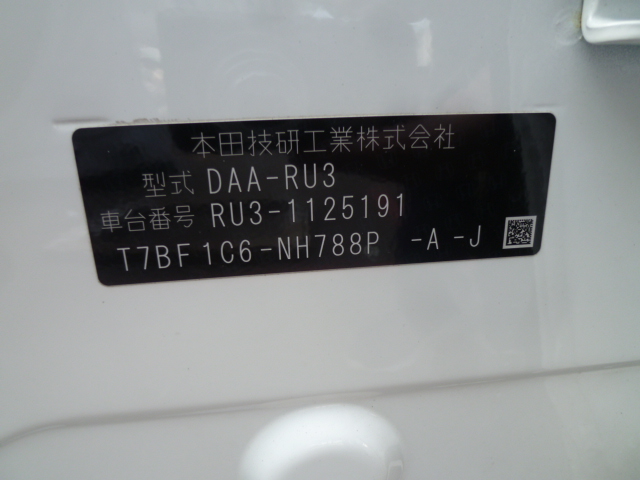 本田技研工業株式会社
型式 DAA-RU3
車台番号 RU3-1125191
T7BF1C6-NH788P -A -J